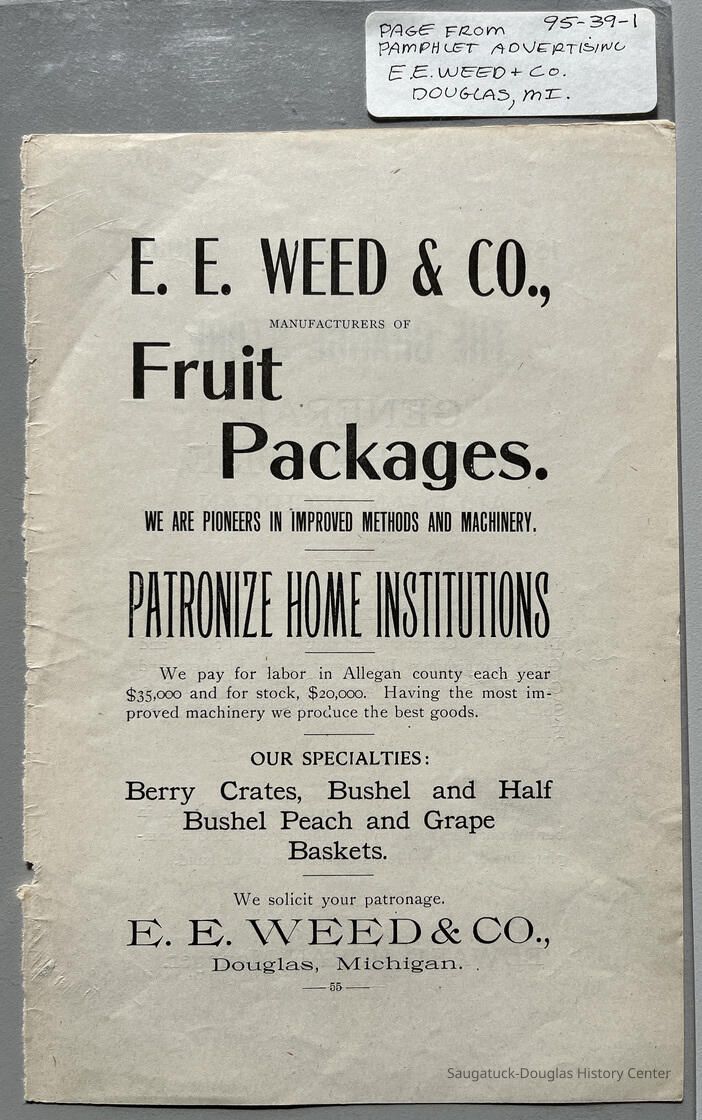 PAGE FROM 95-39-1
PAMPHLET ADVERTISING
E.E. WEED + CO.
DOUGLAS, MI.
E. E. WEED & CO.,
MANUFACTURERS OF
Fruit
Packages.
WE ARE PIONEERS IN IMPROVED METHODS AND MACHINERY.
PATRONIZE HOME INSTITUTIONS
We pay for labor in Allegan county each year
$35,000 and for stock, $20,000. Having the most im-
proved machinery we produce the best goods.
OUR SPECIALTIES:
Berry Crates, Bushel and Half
Bushel Peach and Grape
Baskets.
We solicit your patronage.
E. E. WEED & CO.,
Douglas, Michigan.
— 55 —
Saugatuck-Douglas History Center